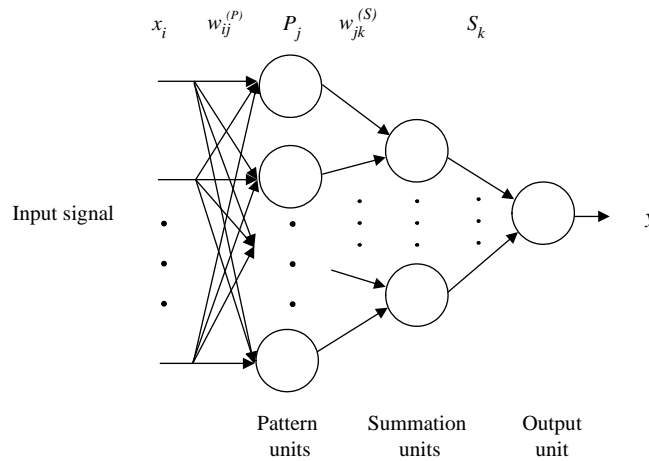 x_i w_ij^(P) P_j w_jk^(S) S_k
Input signal
y
Pattern units
Summation units
Output unit